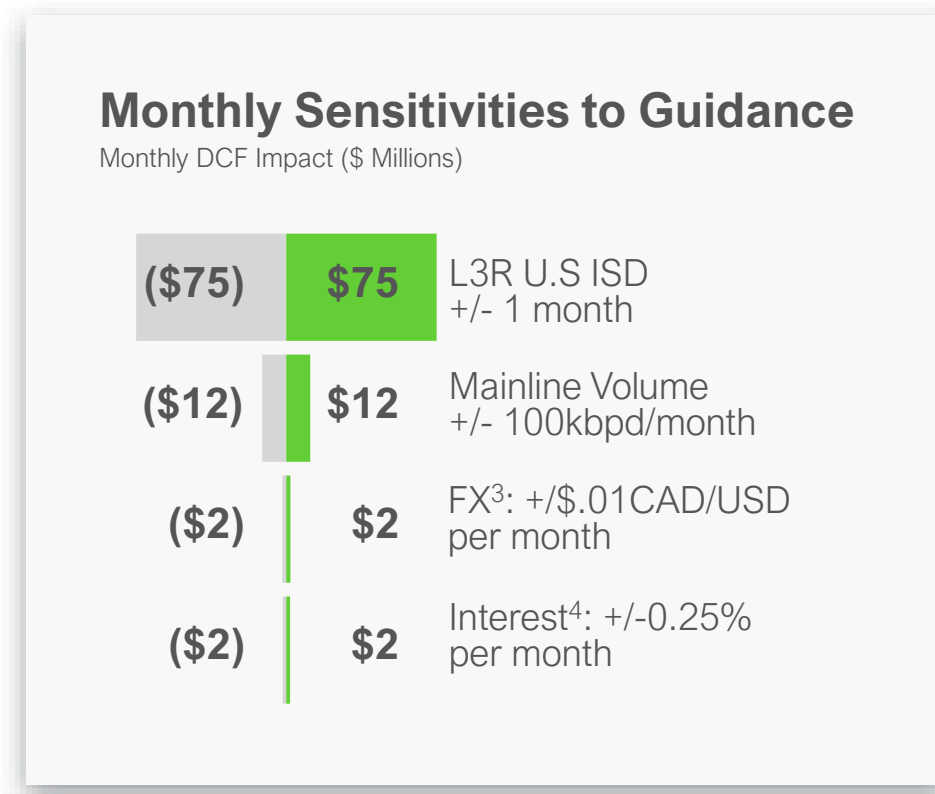 Monthly Sensitivities to Guidance
Monthly DCF Impact ($ Millions)
($75) $75 L3R U.S ISD
+/- 1 month
($12) $12 Mainline Volume
+/- 100kbpd/month
($2) $2 FX³: +/$.01CAD/USD
per month
($2) $2 Interest⁴: +/-0.25%
per month